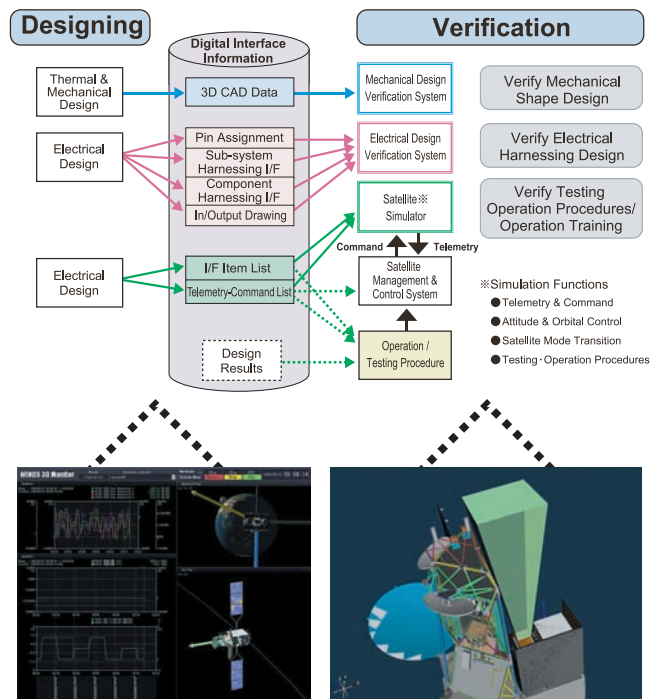 Designing
Verification
Digital Interface
Information
Thermal &
Mechanical
Design
3D CAD Data
Mechanical Design
Verification System
Verify Mechanical
Shape Design
Electrical
Design
Pin Assignment
Sub-system
Harnessing I/F
Component
Harnessing I/F
In/Output Drawing
Electrical Design
Verification System
Verify Electrical
Harnessing Design
Satellite※
Simulator
Verify Testing
Operation Procedures/
Operation Training
Command
Telemetry
Electrical
Design
I/F Item List
Telemetry-Command List
Satellite
Management &
Control System
※Simulation Functions
●Telemetry & Command
●Attitude & Orbital Control
●Satellite Mode Transition
●Testing・Operation Procedures
Design
Results
Operation /
Testing Procedure
WINDS 3D Monitor